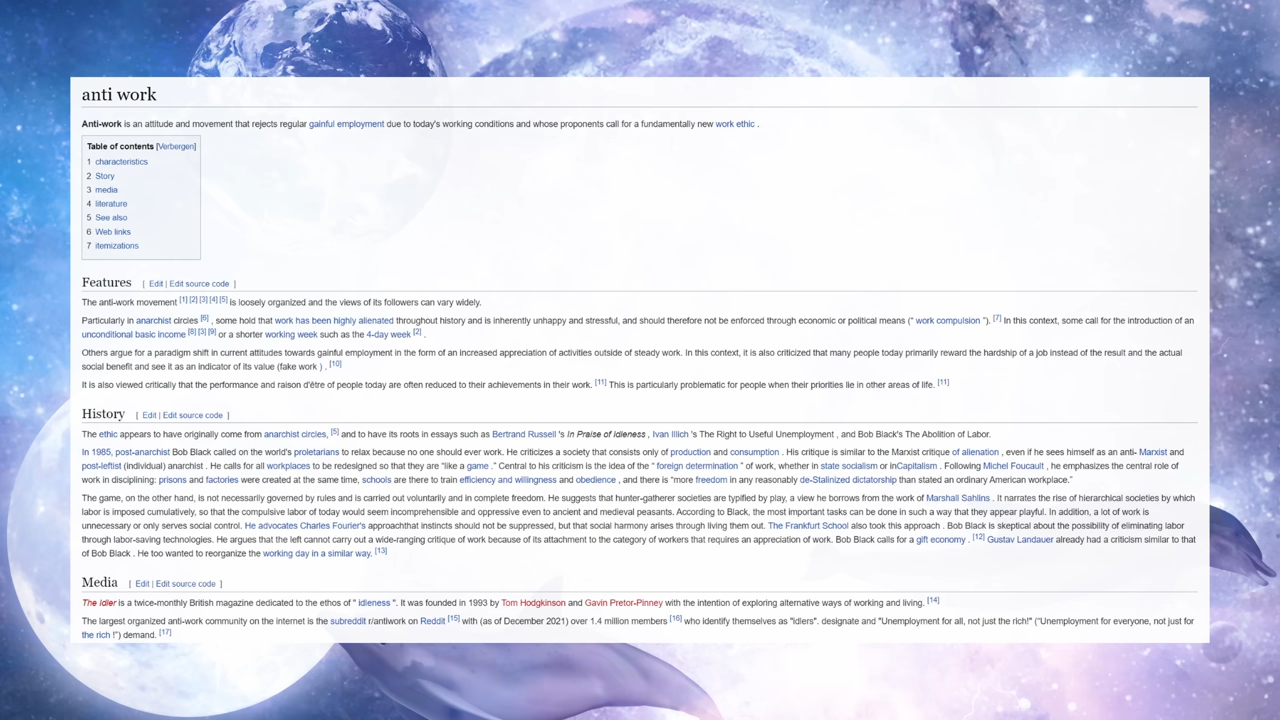 anti work
Anti-work is an attitude and movement that rejects regular gainful employment due to today's working conditions and whose proponents call for a fundamentally new work ethic .
Table of contents [Verbergen]
1 characteristics
2 Story
3 media
4 literature
5 See also
6 Web links
7 itemizations
Features [ Edit | Edit source code ]
The anti-work movement [1] [2] [3] [4] [5] is loosely organized and the views of its followers can vary widely.
Particularly in anarchist circles [6] , some hold that work has been highly alienated throughout history and is inherently unhappy and stressful, and should therefore not be enforced through economic or political means (“ work compulsion ”). [7] In this context, some call for the introduction of an
unconditional basic income [8] [3] [9] or a shorter working week such as the 4-day week [2] .
Others argue for a paradigm shift in current attitudes towards gainful employment in the form of an increased appreciation of activities outside of steady work. In this context, it is also criticized that many people today primarily reward the hardship of a job instead of the result and the actual
social benefit and see it as an indicator of its value (fake work ) . [10]
It is also viewed critically that the performance and raison d'être of people today are often reduced to their achievements in their work. [11] This is particularly problematic for people when their priorities lie in other areas of life. [11]
History [ Edit | Edit source code ]
The ethic appears to have originally come from anarchist circles, [5] and to have its roots in essays such as Bertrand Russell 's In Praise of Idleness , Ivan Illich 's The Right to Useful Unemployment , and Bob Black's The Abolition of Labor.
In 1985, post-anarchist Bob Black called on the world's proletarians to relax because no one should ever work. He criticizes a society that consists only of production and consumption . His critique is similar to the Marxist critique of alienation , even if he sees himself as an anti- Marxist and
post-leftist (individual) anarchist . He calls for all workplaces to be redesigned so that they are “like a game .” Central to his criticism is the idea of the “ foreign determination ” of work, whether in state socialism or inCapitalism . Following Michel Foucault , he emphasizes the central role of
work in disciplining: prisons and factories were created at the same time, schools are there to train efficiency and willingness and obedience , and there is “more freedom in any reasonably de-Stalinized dictatorship than stated an ordinary American workplace.”
The game, on the other hand, is not necessarily governed by rules and is carried out voluntarily and in complete freedom. He suggests that hunter-gatherer societies are typified by play, a view he borrows from the work of Marshall Sahlins . It narrates the rise of hierarchical societies by which
labor is imposed cumulatively, so that the compulsive labor of today would seem incomprehensible and oppressive even to ancient and medieval peasants. According to Black, the most important tasks can be done in such a way that they appear playful. In addition, a lot of work is
unnecessary or only serves social control. He advocates Charles Fourier's approachthat instincts should not be suppressed, but that social harmony arises through living them out. The Frankfurt School also took this approach . Bob Black is skeptical about the possibility of eliminating labor
through labor-saving technologies. He argues that the left cannot carry out a wide-ranging critique of work because of its attachment to the category of workers that requires an appreciation of work. Bob Black calls for a gift economy . [12] Gustav Landauer already had a criticism similar to that
of Bob Black . He too wanted to reorganize the working day in a similar way. [13]
Media [ Edit | Edit source code ]
The Idler is a twice-monthly British magazine dedicated to the ethos of " idleness ". It was founded in 1993 by Tom Hodgkinson and Gavin Pretor-Pinney with the intention of exploring alternative ways of working and living. [14]
The largest organized anti-work community on the internet is the subreddit r/antiwork on Reddit [15] with (as of December 2021) over 1.4 million members [16] who identify themselves as "idlers". designate and "Unemployment for all, not just the rich!" (“Unemployment for everyone, not just for
the rich !”) demand. [17]